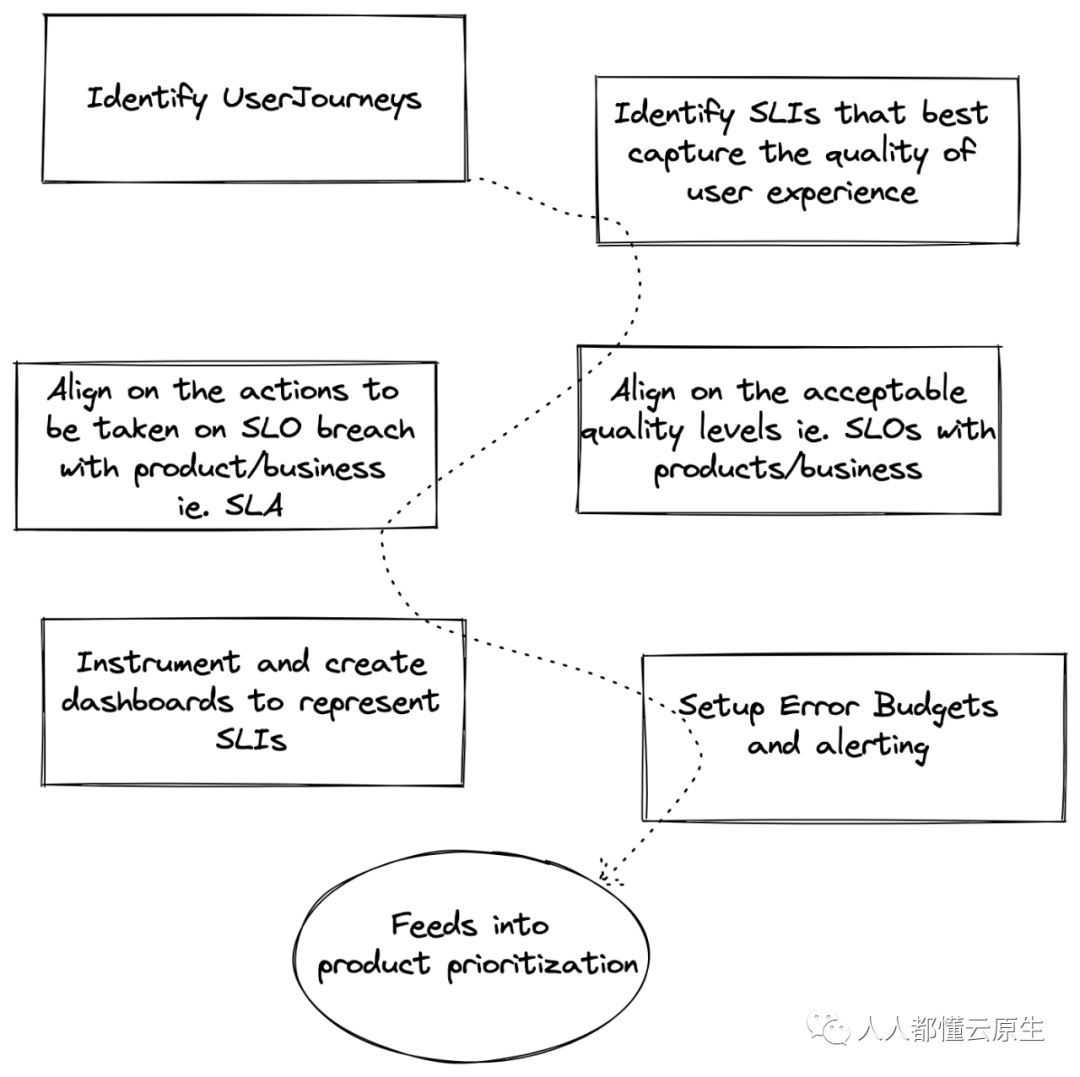 Identify UserJourneys
Identify SLIs that best
capture the quality of
user experience
Align on the actions to
be taken on SLO breach
with product/business
ie. SLA
Align on the acceptable
quality levels ie. SLOs with
products/business
Instrument and create
dashboards to represent
SLIs
Setup Error Budgets
and alerting
Feeds into
product prioritization
人人都懂云原生